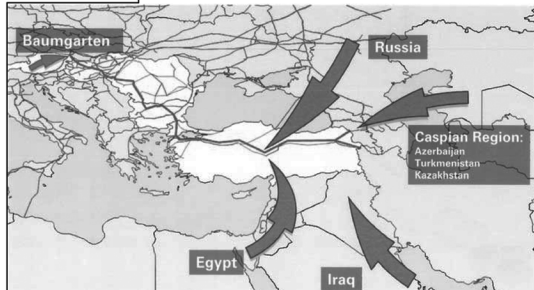 Baumgarten
Russia
Caspian Region:
Azerbaijan
Turkmenistan
Kazakhstan
Egypt
Iraq